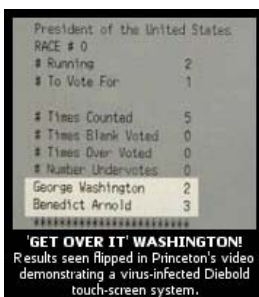 President of the United States
RACE # 0
# Running 2
# To Vote For 1
# Times Counted 5
# Times Blank Voted 0
# Times Over Voted 0
# Number Undervotes 0
George Washington 2
Benedict Arnold 3
************************
'GET OVER IT' WASHINGTON!
Results seen flipped in Princeton's video
demonstrating a virus-infected Diebold
touch-screen system.